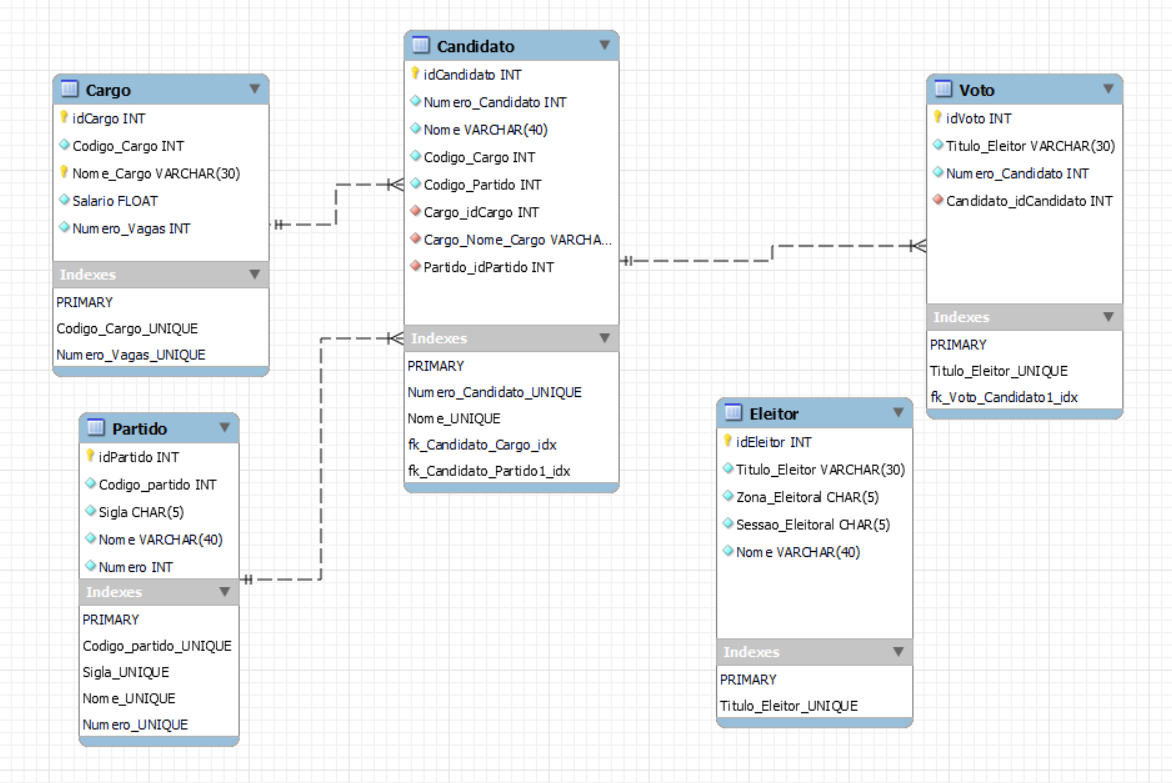 Cargo
idCargo INT
Codigo_Cargo INT
Nome_Cargo VARCHAR(30)
Salario FLOAT
Numero_Vagas INT
Indexes
PRIMARY
Codigo_Cargo_UNIQUE
Numero_Vagas_UNIQUE
Partido
idPartido INT
Codigo_partido INT
Sigla CHAR(5)
Nome VARCHAR(40)
Numero INT
Indexes
PRIMARY
Codigo_partido_UNIQUE
Sigla_UNIQUE
Nome_UNIQUE
Numero_UNIQUE
Candidato
idCandidato INT
Numero_Candidato INT
Nome VARCHAR(40)
Codigo_Cargo INT
Codigo_Partido INT
Cargo_idCargo INT
Cargo_Nome_Cargo VARCHA...
Partido_idPartido INT
Indexes
PRIMARY
Numero_Candidato_UNIQUE
Nome_UNIQUE
fk_Candidato_Cargo_idx
fk_Candidato_Partido1_idx
Eleitor
idEleitor INT
Titulo_Eleitor VARCHAR(30)
Zona_Eleitoral CHAR(5)
Sessao_Eleitoral CHAR(5)
Nome VARCHAR(40)
Indexes
PRIMARY
Titulo_Eleitor_UNIQUE
Voto
idVoto INT
Titulo_Eleitor VARCHAR(30)
Numero_Candidato INT
Candidato_idCandidato INT
Indexes
PRIMARY
Titulo_Eleitor_UNIQUE
fk_Voto_Candidato1_idx